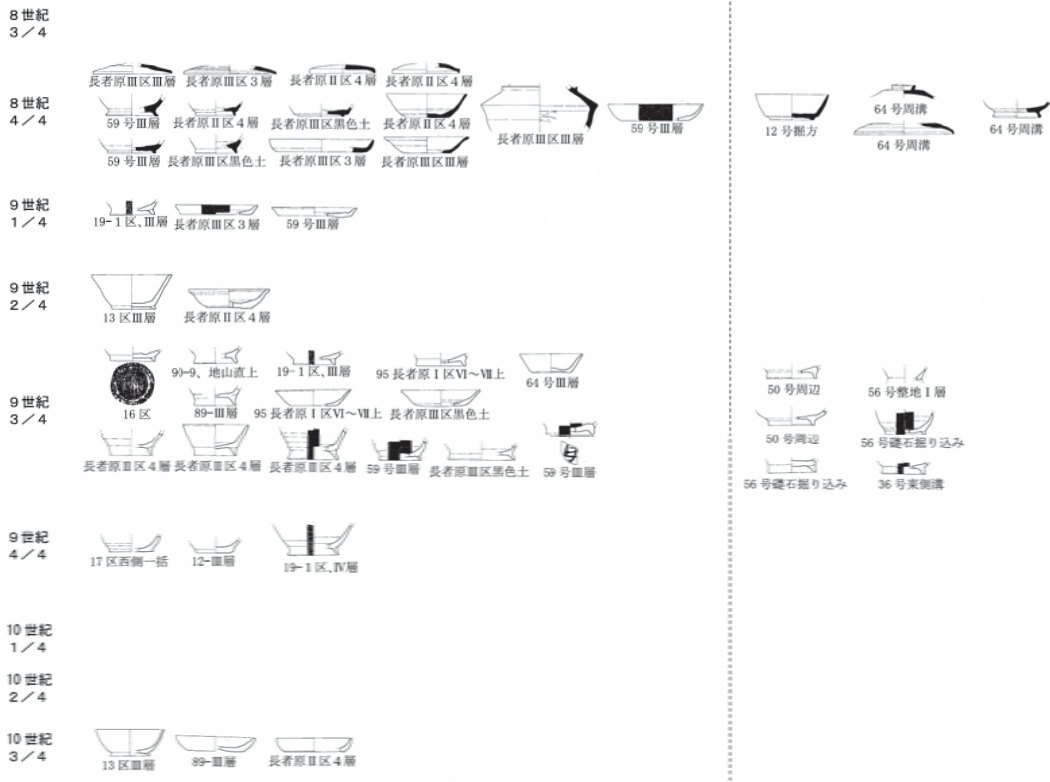 8世紀
3／4
長者原Ⅲ区Ⅲ層 長者原Ⅲ区3層 長者原Ⅱ区4層 長者原Ⅱ区4層
8世紀
4／4
59号Ⅲ層 長者原Ⅱ区4層 長者原Ⅲ区黒色土 長者原Ⅱ区4層 長者原Ⅲ区Ⅲ層 59号Ⅲ層 12号掘方 64号周溝 64号周溝 64号周溝
59号Ⅲ層 長者原Ⅲ区黒色土 長者原Ⅲ区3層 長者原Ⅲ区Ⅲ層
9世紀
1／4
19-1区、Ⅲ層 長者原Ⅲ区3層 59号Ⅲ層
9世紀
2／4
13区Ⅲ層 長者原Ⅱ区4層
9世紀
3／4
16区 90-9、地山直上 19-1区、Ⅲ層 95長者原Ⅰ区Ⅵ～Ⅶ上 64号Ⅲ層 50号周辺 56号整地Ⅰ層
89-Ⅲ層 95長者原Ⅰ区Ⅵ～Ⅶ上 長者原Ⅲ区黒色土 50号周辺 56号礎石掘り込み
長者原Ⅱ区4層 長者原Ⅱ区4層 長者原Ⅱ区4層 59号Ⅲ層 長者原Ⅲ区黒色土 59号Ⅲ層 56号礎石掘り込み 36号東側溝
9世紀
4／4
17区西側一括 12-Ⅲ層 19-1区、Ⅳ層
10世紀
1／4
10世紀
2／4
10世紀
3／4
13区Ⅲ層 89-Ⅲ層 長者原Ⅱ区4層